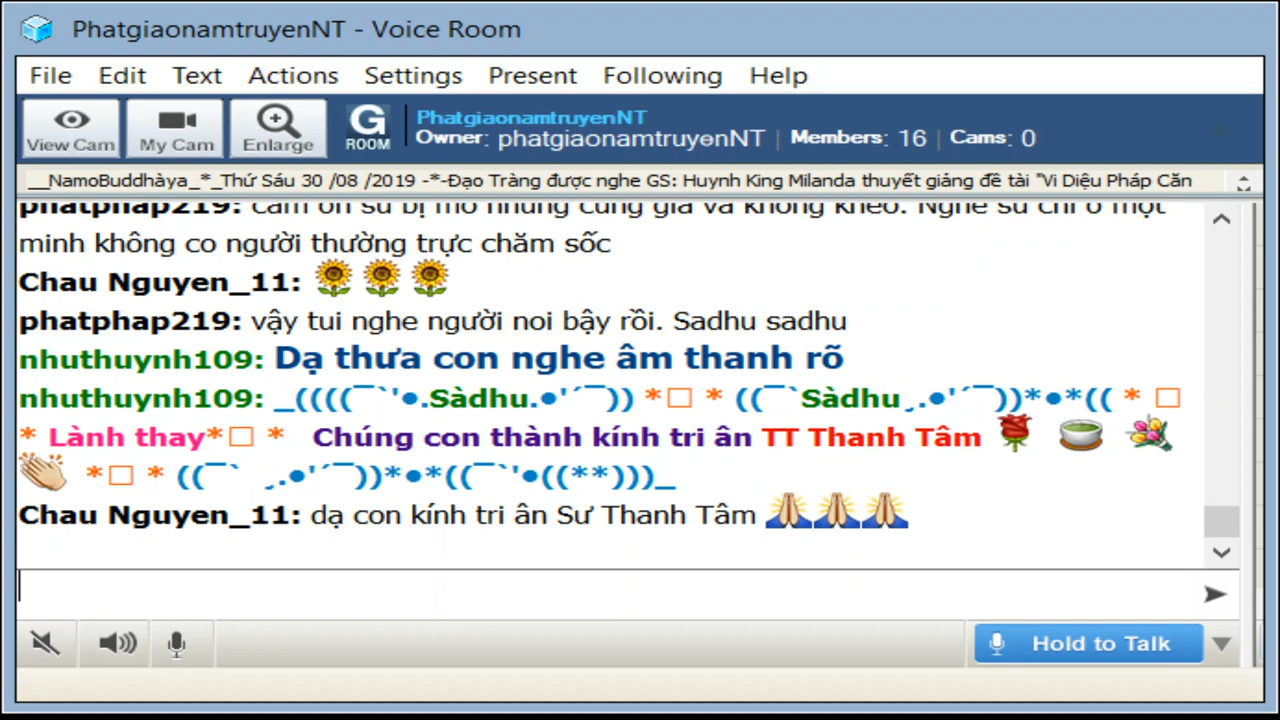 PhatgiaonamtruyenNT - Voice Room
File Edit Text Actions Settings Present Following Help
View Cam My Cam Enlarge G ROOM
PhatgiaonamtruyenNT
Owner: phatgiaonamtruyenNT | Members: 16 | Cams: 0
__NamoBuddhàya_*_Thứ Sáu 30 /08 /2019 -*-Đạo Tràng được nghe GS: Huynh King Milanda thuyết giảng đề tài "Vi Diệu Pháp Căn
phatphap219: cám ơn sư bị mổ nhưng cũng già và không khéo. Nghe sư chỉ ở một
minh không co người thường trực chăm sốc
Chau Nguyen_11: 🌻🌻🌻
phatphap219: vậy tui nghe người noi bậy rồi. Sadhu sadhu
nhuthuynh109: Dạ thưa con nghe âm thanh rõ
nhuthuynh109: _((((¯`'●.Sàdhu.●'´¯)) *□ * ((¯`Sàdhu¸.●'´¯))*●*(( * □
* Lành thay*□ * Chúng con thành kính tri ân TT Thanh Tâm 🌹 🍵 💐
👏 *□ * ((¯` ¸.●'´¯))*●*((¯`'●((**)))_
Chau Nguyen_11: dạ con kính tri ân Sư Thanh Tâm 🙏🙏🙏
Hold to Talk